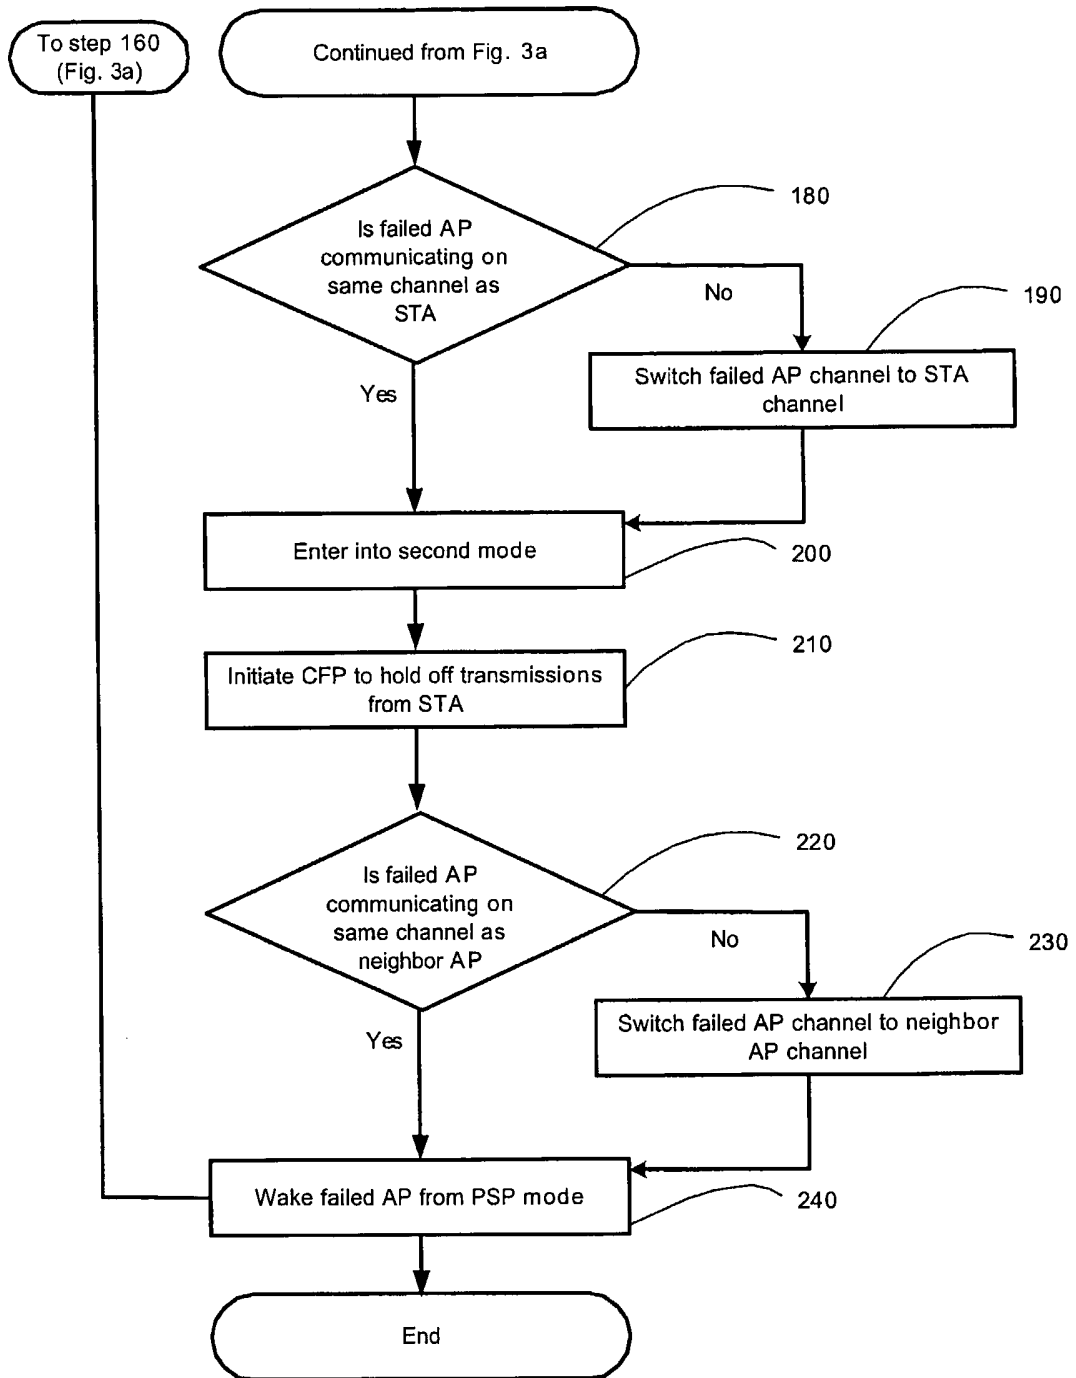 To step 160
(Fig. 3a)
Continued from Fig. 3a
Is failed AP
communicating on
same channel as
STA
180
No
190
Switch failed AP channel to STA
channel
Yes
Enter into second mode
200
210
Initiate CFP to hold off transmissions
from STA
220
Is failed AP
communicating on
same channel as
neighbor AP
No
230
Switch failed AP channel to neighbor
AP channel
Yes
Wake failed AP from PSP mode
240
End